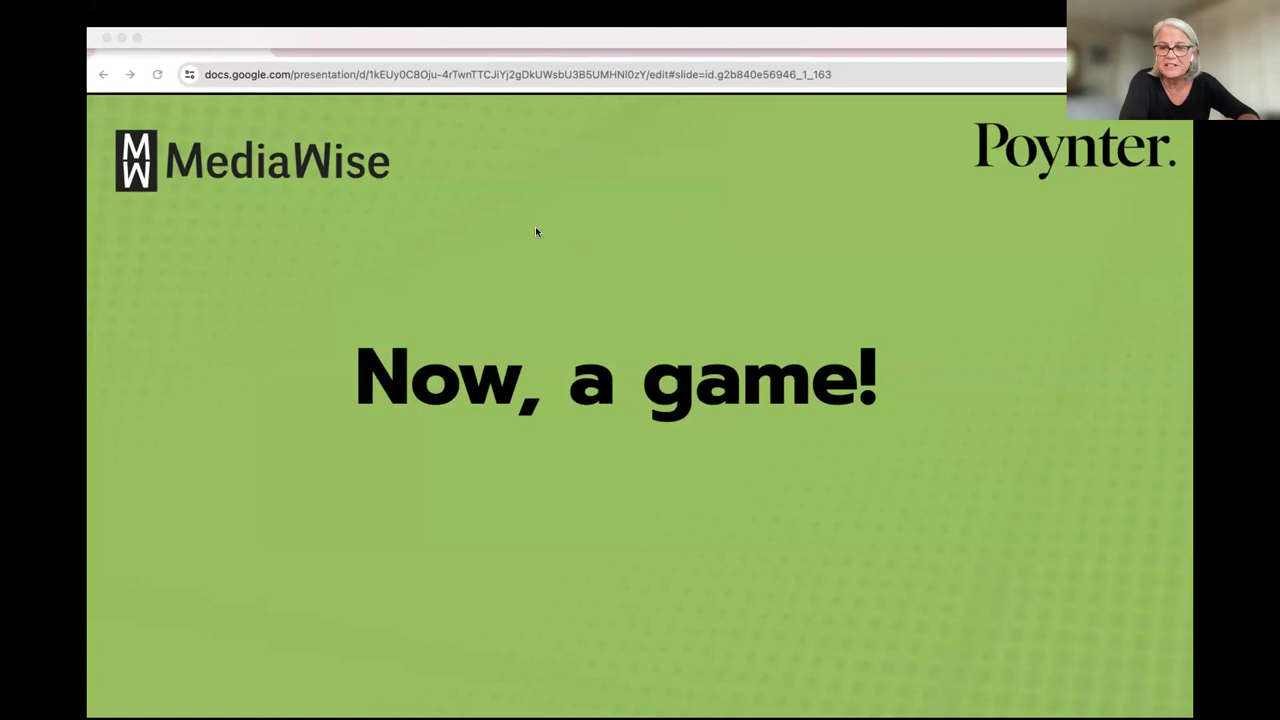 docs.google.com/presentation/d/1kEUy0C8Oju-4rTwnTTCJiYj2gDkUWsbU3B5UMHNl0zY/edit#slide=id.g2b840e56946_1_163
MW MediaWise
Poynter.
Now, a game!